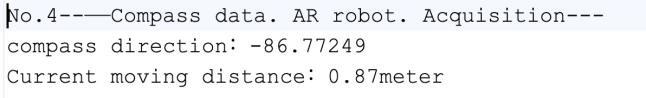 No.4--—Compass data. AR robot. Acquisition---
compass direction: -86.77249
Current moving distance: 0.87meter